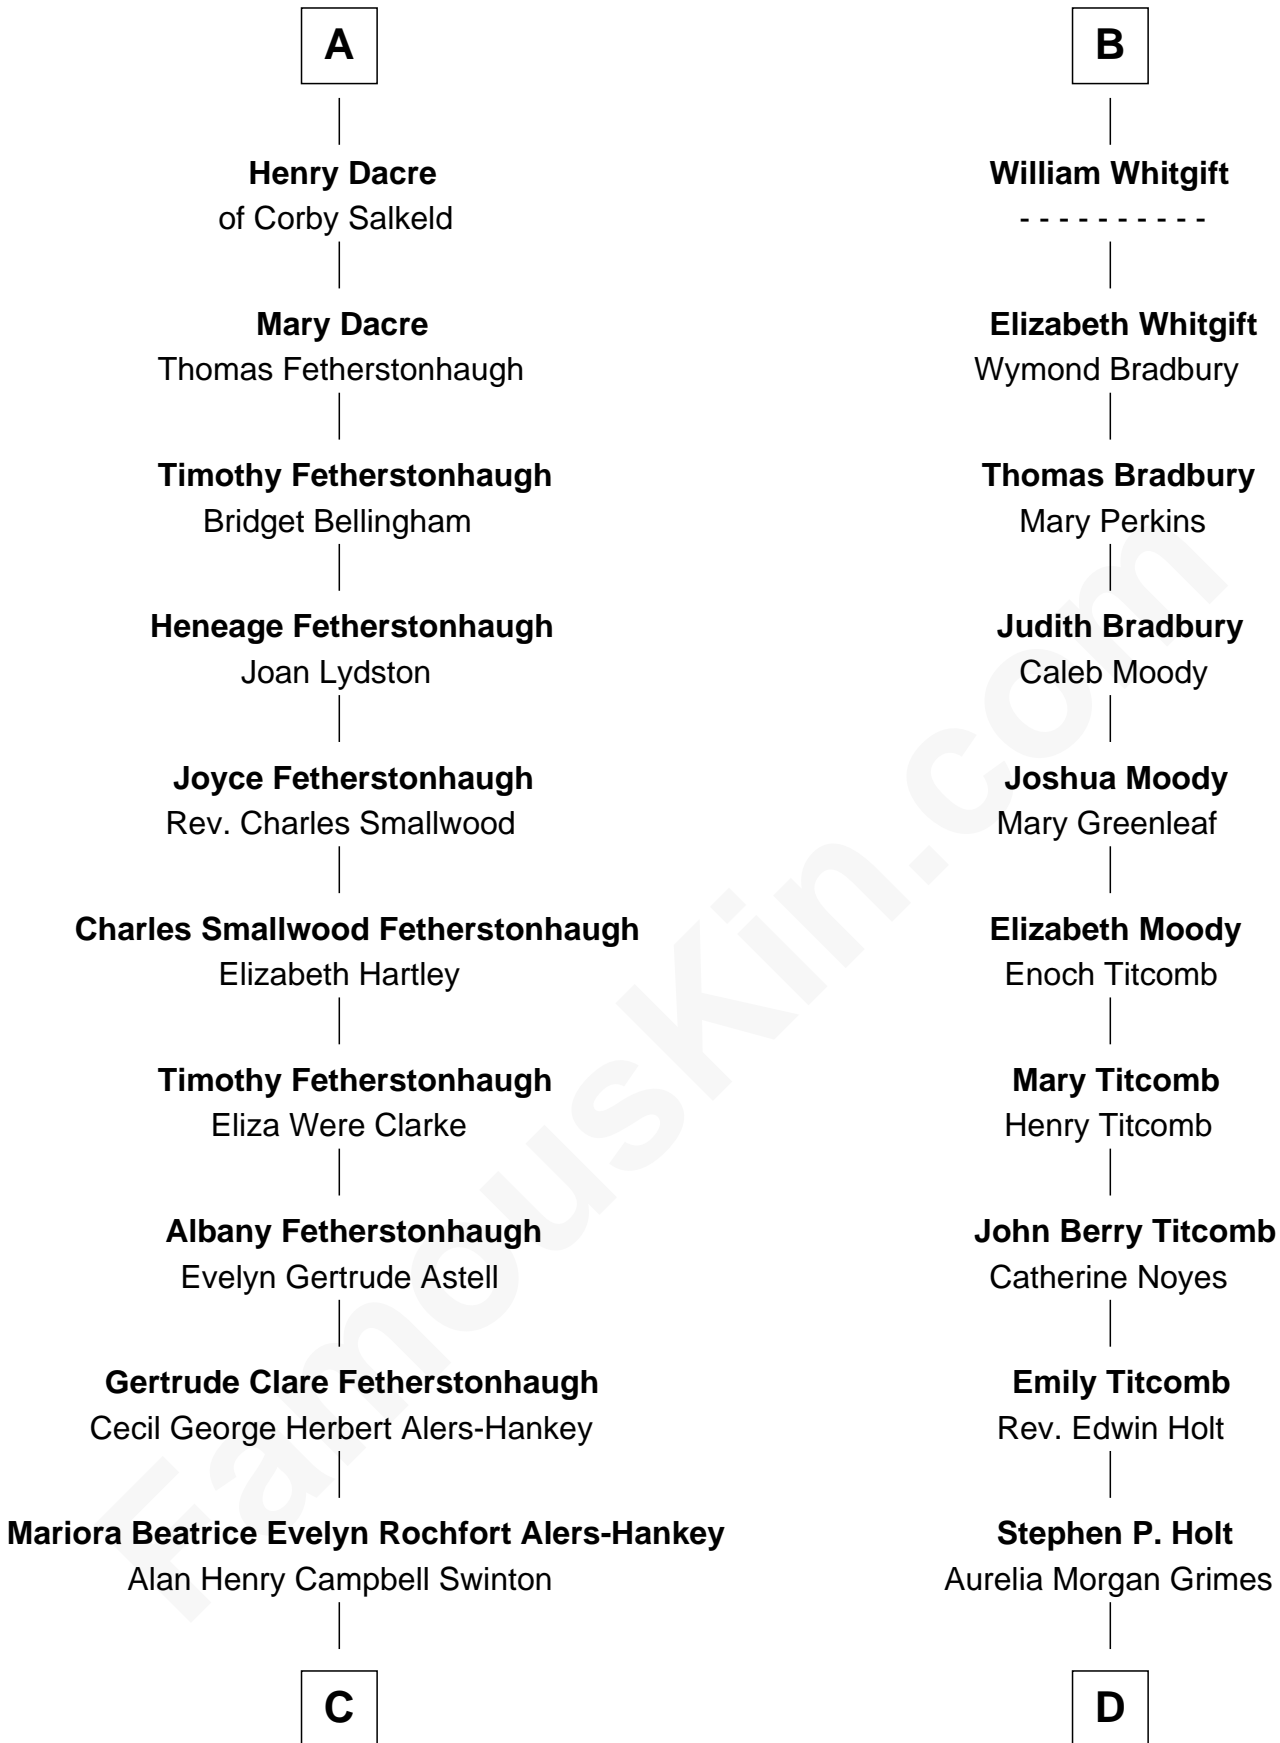 A
Henry Dacre
of Corby Salkeld
Mary Dacre
Thomas Fetherstonhaugh
Timothy Fetherstonhaugh
Bridget Bellingham
Heneage Fetherstonhaugh
Joan Lydston
Joyce Fetherstonhaugh
Rev. Charles Smallwood
Charles Smallwood Fetherstonhaugh
Elizabeth Hartley
Timothy Fetherstonhaugh
Eliza Were Clarke
Albany Fetherstonhaugh
Evelyn Gertrude Astell
Gertrude Clare Fetherstonhaugh
Cecil George Herbert Alers-Hankey
Mariora Beatrice Evelyn Rochfort Alers-Hankey
Alan Henry Campbell Swinton
C
B
William Whitgift
- - - - - - - - - -
Elizabeth Whitgift
Wymond Bradbury
Thomas Bradbury
Mary Perkins
Judith Bradbury
Caleb Moody
Joshua Moody
Mary Greenleaf
Elizabeth Moody
Enoch Titcomb
Mary Titcomb
Henry Titcomb
John Berry Titcomb
Catherine Noyes
Emily Titcomb
Rev. Edwin Holt
Stephen P. Holt
Aurelia Morgan Grimes
D
FamousKin.com